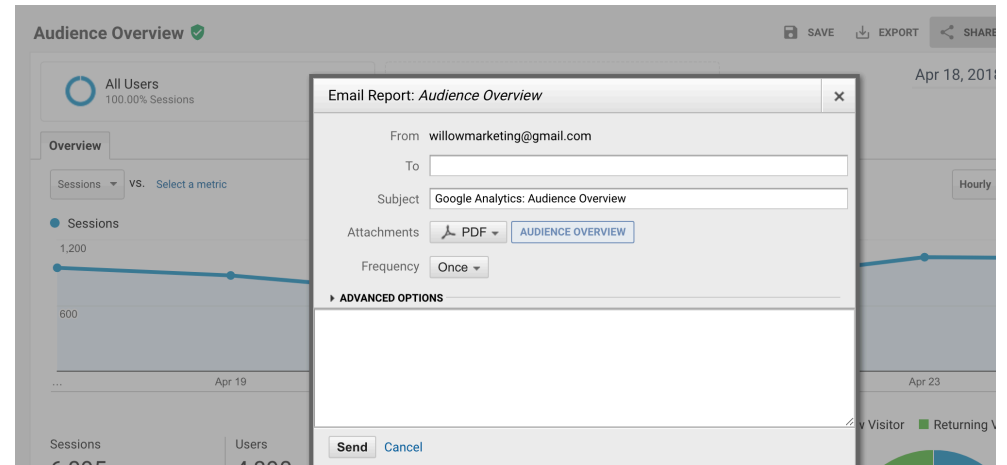 Audience Overview
SAVE EXPORT SHARE
All Users
100.00% Sessions
Apr 18, 2018
Overview
Sessions VS. Select a metric
Hourly
Sessions
1,200
600
... Apr 19 Apr 23
Sessions Users
Returning
Email Report: Audience Overview
From willowmarketing@gmail.com
To
Subject Google Analytics: Audience Overview
Attachments PDF AUDIENCE OVERVIEW
Frequency Once
ADVANCED OPTIONS
Send Cancel